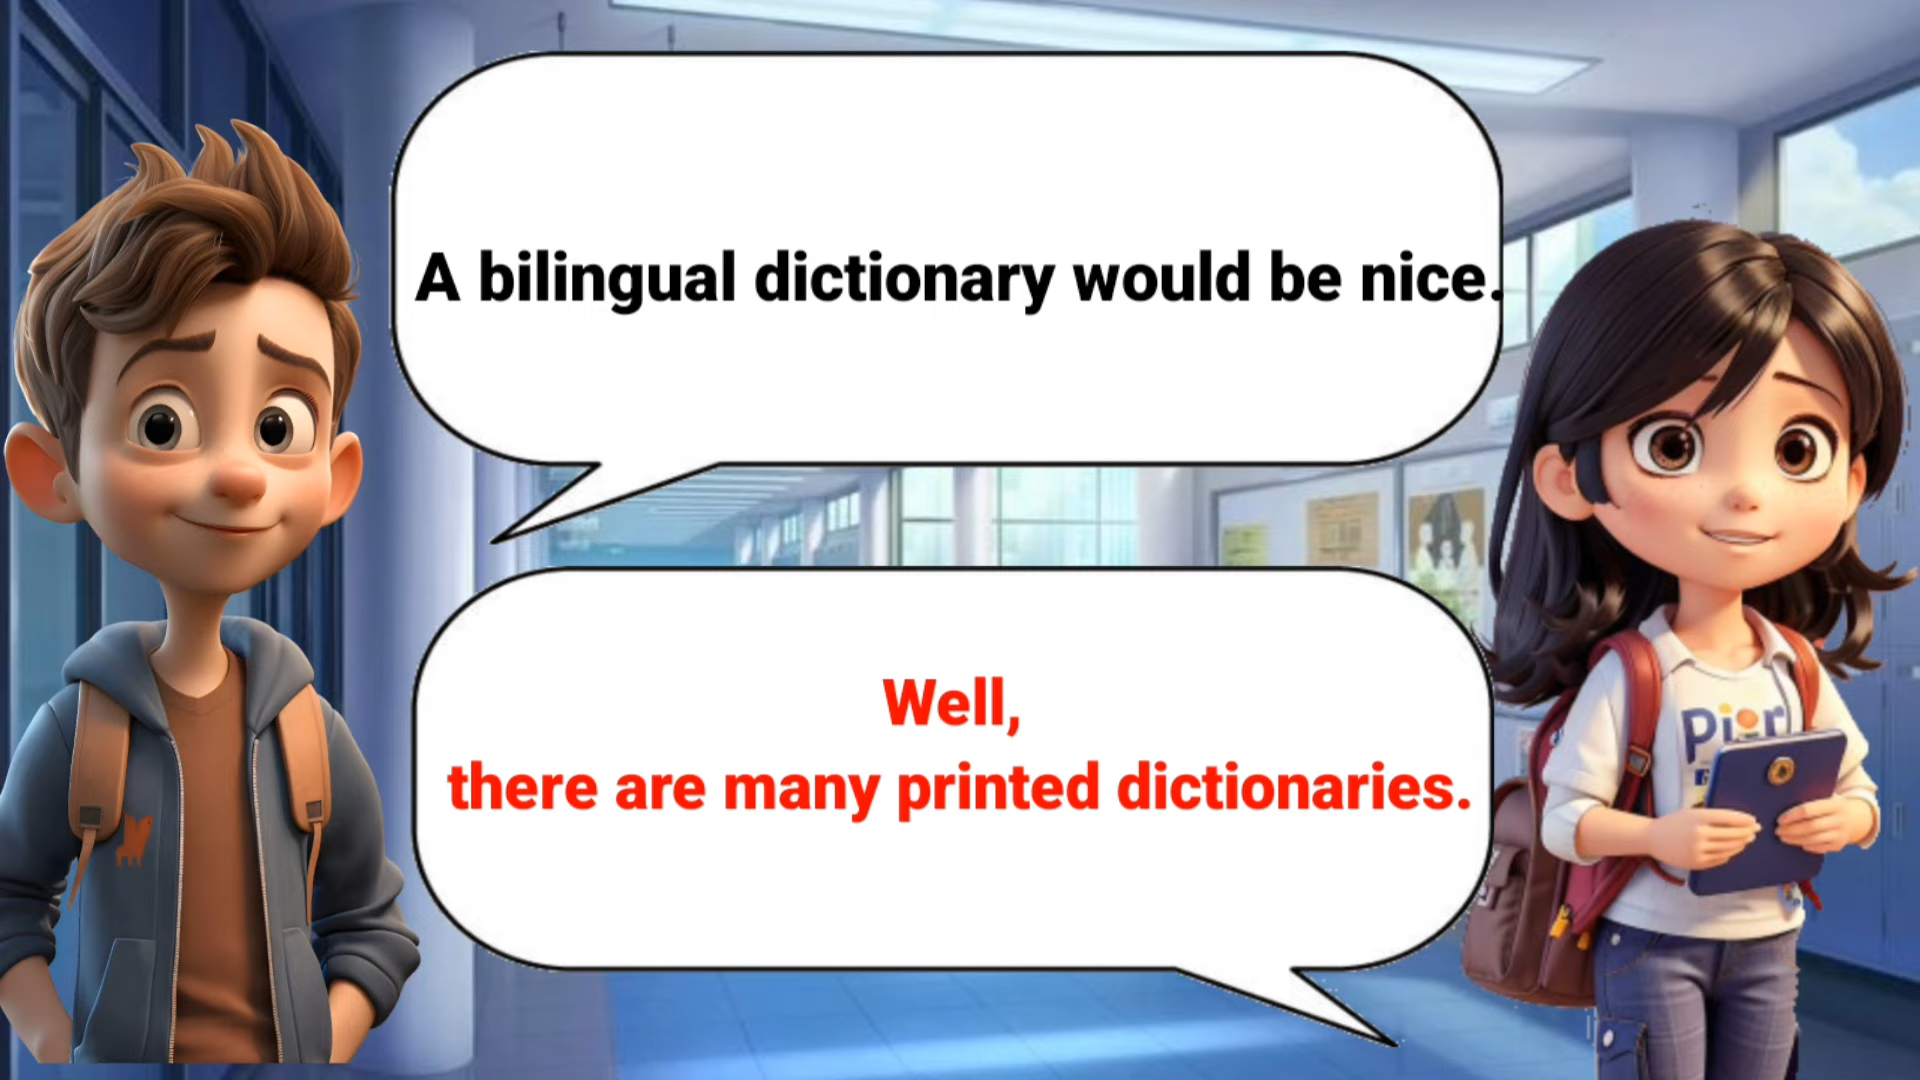 A bilingual dictionary would be nice.
Well,
there are many printed dictionaries.